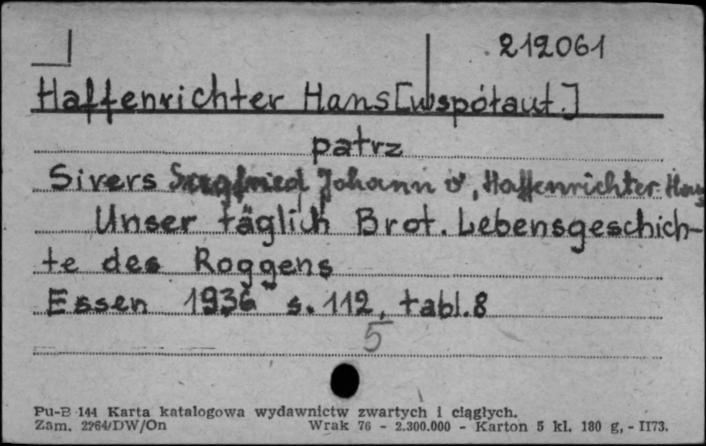 212061
Haffenrichter Hans [współaut.]
patrz
Sivers Johann v, Haffenrichter Hans
Unser täglich Brot. Lebensgeschich-
te des Roggens
Essen 1936 s. 112, tabl. 8
5
Pu-B 144 Karta katalogowa wydawnictw zwartych i ciągłych.
Zam. 2264/DW/On Wrak 76 - 2.300.000 - Karton 5 kl. 180 g, - II73.